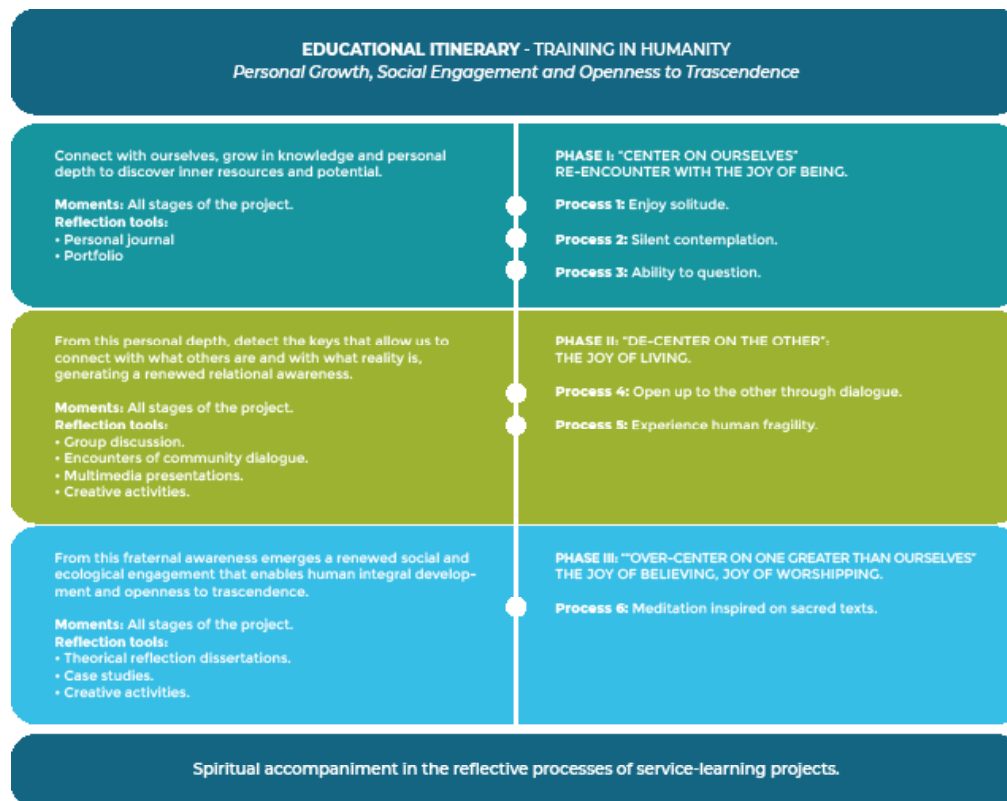 EDUCATIONAL ITINERARY - TRAINING IN HUMANITY
Personal Growth, Social Engagement and Openness to Trascendence
Connect with ourselves, grow in knowledge and personal
depth to discover inner resources and potential.
Moments: All stages of the project.
Reflection tools:
• Personal journal
• Portfolio
PHASE I: "CENTER ON OURSELVES"
RE-ENCOUNTER WITH THE JOY OF BEING.
Process 1: Enjoy solitude.
Process 2: Silent contemplation.
Process 3: Ability to question.
From this personal depth, detect the keys that allow us to
connect with what others are and with what reality is,
generating a renewed relational awareness.
Moments: All stages of the project.
Reflection tools:
• Group discussion.
• Encounters of community dialogue.
• Multimedia presentations.
• Creative activities.
PHASE II: "DE-CENTER ON THE OTHER":
THE JOY OF LIVING.
Process 4: Open up to the other through dialogue.
Process 5: Experience human fragility.
From this fraternal awareness emerges a renewed social and
ecological engagement that enables human integral develop-
ment and openness to trascendence.
Moments: All stages of the project.
Reflection tools:
• Theorical reflection dissertations.
• Case studies.
• Creative activities.
PHASE III: ""OVER-CENTER ON ONE GREATER THAN OURSELVES"
THE JOY OF BELIEVING, JOY OF WORSHIPPING.
Process 6: Meditation inspired on sacred texts.
Spiritual accompaniment in the reflective processes of service-learning projects.